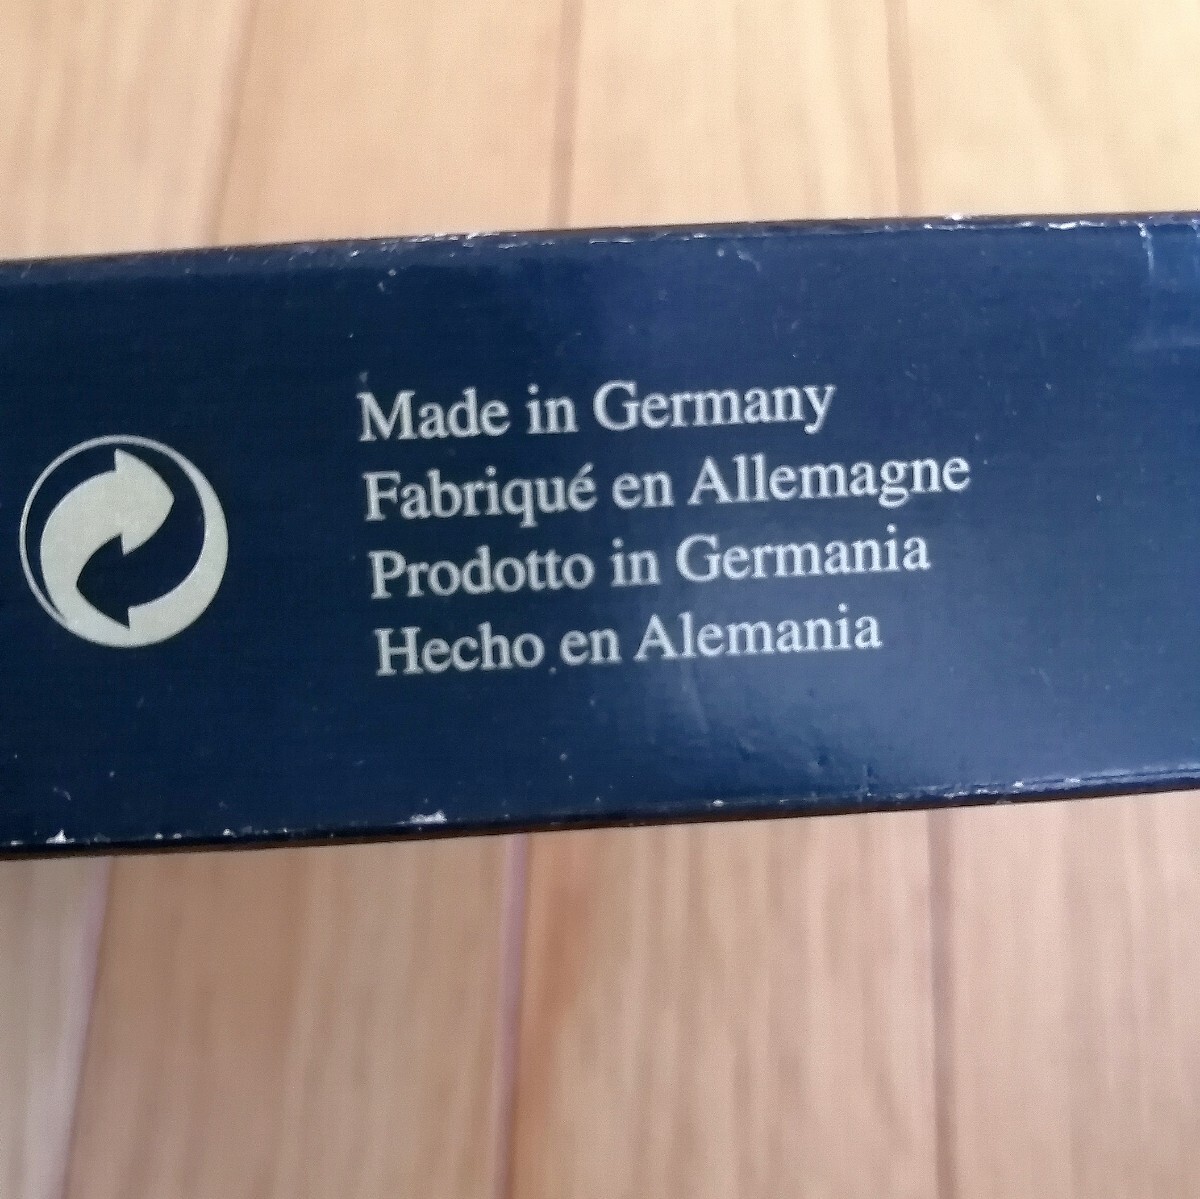 Made in Germany
Fabriqué en Allemagne
Prodotto in Germania
Hecho en Alemania